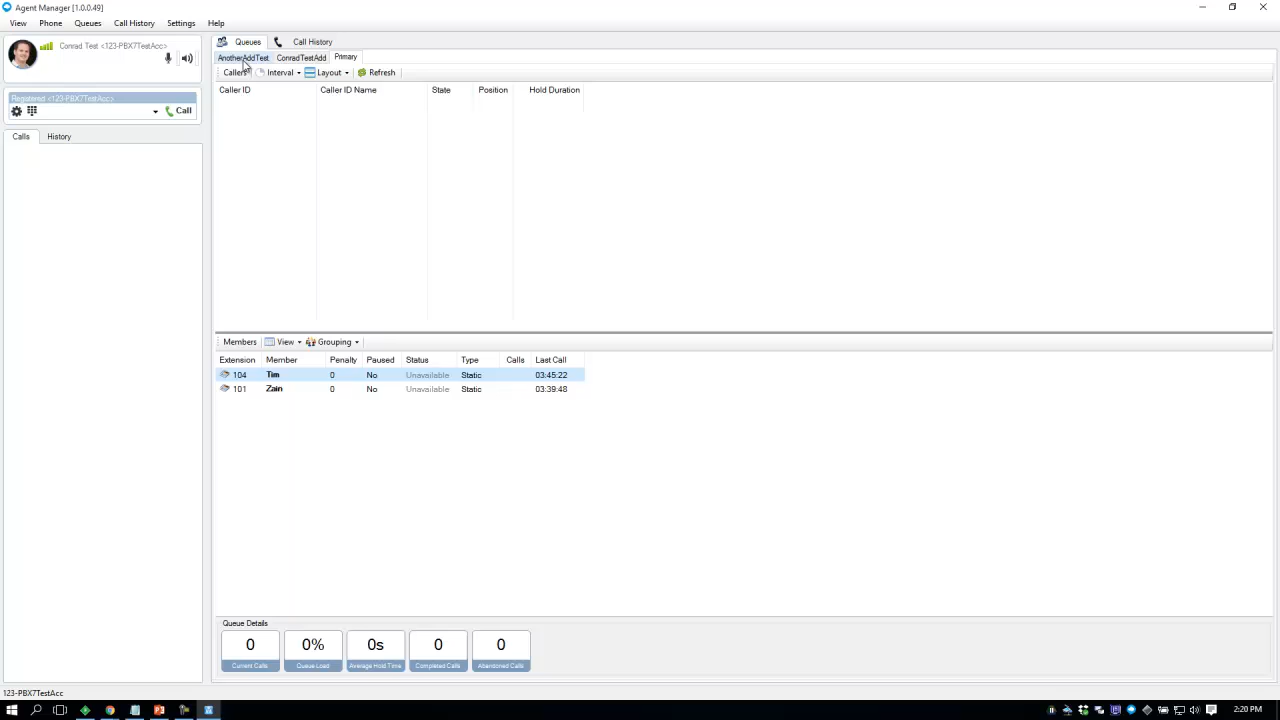 Agent Manager [1.0.0.49]
View Phone Queues Call History Settings Help
Conrad Test <123-PBX7TestAcc>
Registered <123-PBX7TestAcc>
Call
Calls History
Queues Call History
AnotherAddTest ConradTestAdd Primary
Callers Interval Layout Refresh
Caller ID Caller ID Name State Position Hold Duration
Members View Grouping
Extension Member Penalty Paused Status Type Calls Last Call
104 Tim 0 No Unavailable Static 03:45:22
101 Zain 0 No Unavailable Static 03:39:48
Queue Details
0 0% 0s 0 0
Current Calls Queue Load Average Hold Time Completed Calls Abandoned Calls
123-PBX7TestAcc
2:20 PM